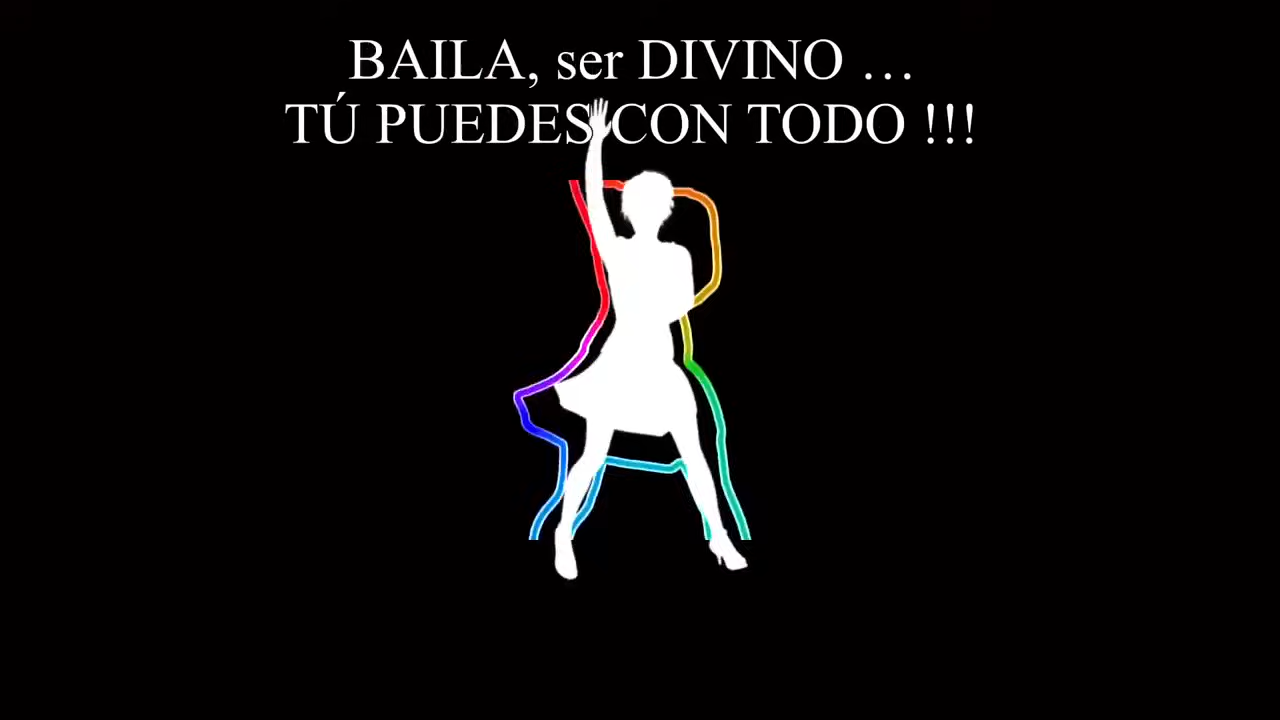 BAILA, ser DIVINO …
TÚ PUEDES CON TODO !!!